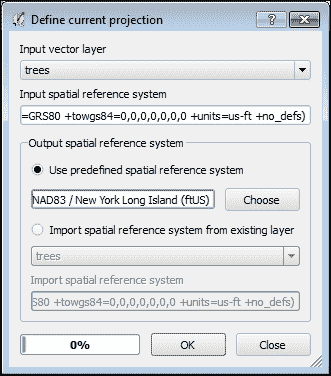 Define current projection
Input vector layer
trees
Input spatial reference system
=GRS80 +towgs84=0,0,0,0,0,0,0 +units=us-ft +no_defs)
Output spatial reference system
Use predefined spatial reference system
NAD83 / New York Long Island (ftUS)
Choose
Import spatial reference system from existing layer
trees
Import spatial reference system
S80 +towgs84=0,0,0,0,0,0,0 +units=us-ft +no_defs)
0%
OK
Close